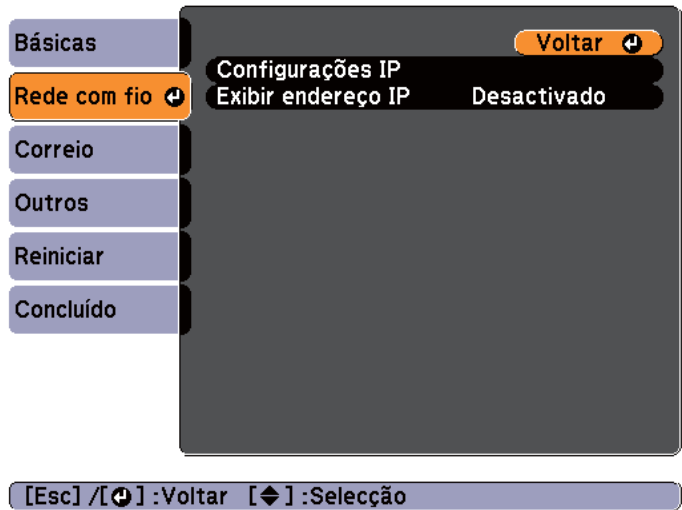 Básicas
Rede com fio
Correio
Outros
Reiniciar
Concluído
Voltar
Configurações IP
Exibir endereço IP Desactivado
[Esc] /[ ] :Voltar [ ] :Selecção